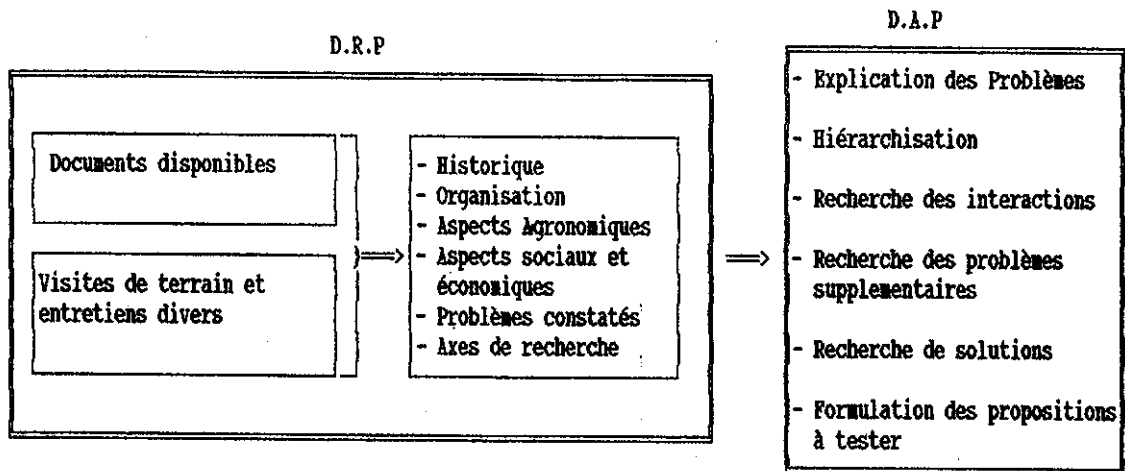 D.R.P
Documents disponibles
Visites de terrain et
entretiens divers
- Historique
- Organisation
- Aspects Agronomiques
- Aspects sociaux et
économiques
- Problèmes constatés
- Axes de recherche
D.A.P
- Explication des Problèmes
- Hiérarchisation
- Recherche des interactions
- Recherche des problèmes
supplementaires
- Recherche de solutions
- Formulation des propositions
à tester